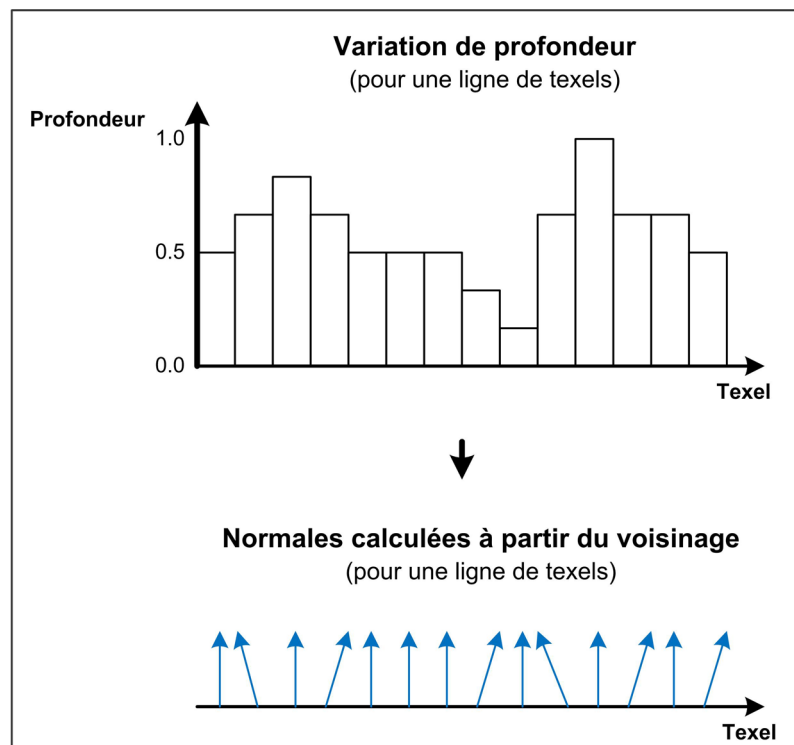 Variation de profondeur
(pour une ligne de texels)
Profondeur
1.0
0.5
0.0
Texel
Normales calculées à partir du voisinage
(pour une ligne de texels)
Texel